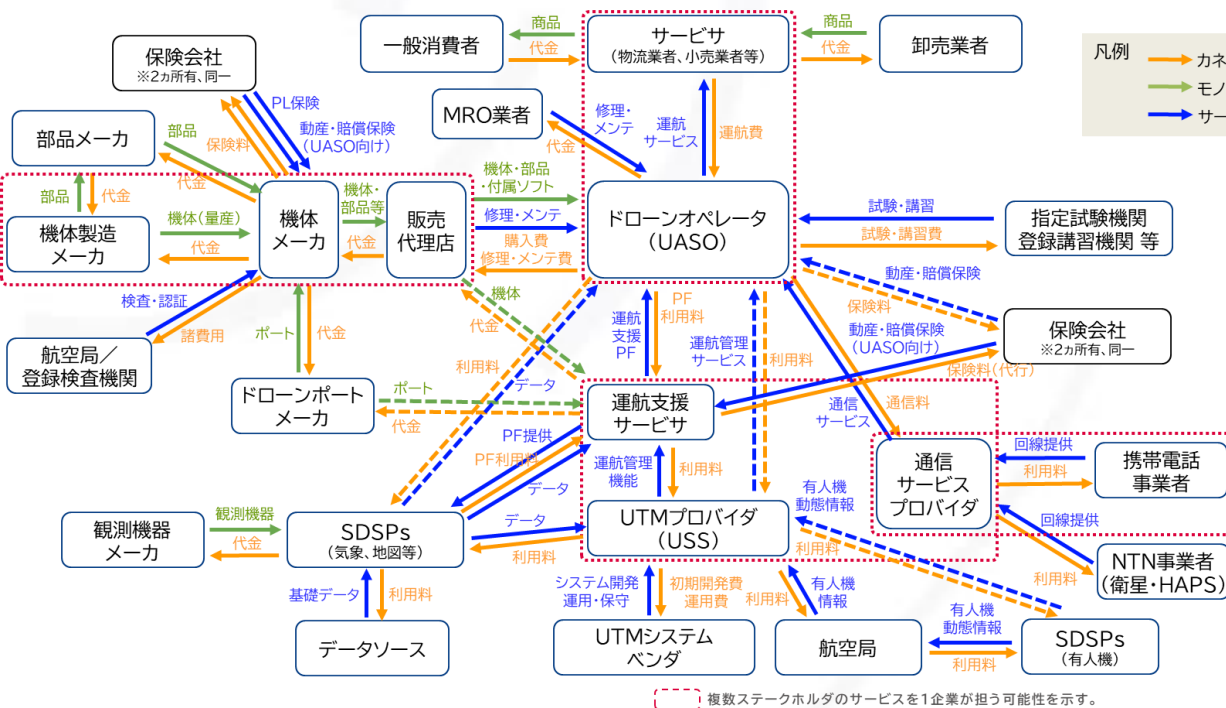 一般消費者
商品
代金
サービサ
(物流業者、小売業者等)
商品
代金
卸売業者
凡例
カネ
モノ
サー
保険会社
※2ヵ所有、同一
PL保険
動産・賠償保険
(UASO向け)
保険料
MRO業者
修理・
メンテ
代金
運航
サービス
運航費
部品メーカ
部品
代金
部品
代金
機体製造
メーカ
機体(量産)
代金
機体
メーカ
機体・
部品等
代金
販売
代理店
機体・部品
・付属ソフト
修理・メンテ
購入費
修理・メンテ費
ドローンオペレータ
(UASO)
試験・講習
試験・講習費
指定試験機関
登録講習機関 等
検査・認証
諸費用
航空局/
登録検査機関
ポート
代金
ドローンポート
メーカ
機体
代金
利用料
データ
ポート
代金
運航
支援
PF
PF
利用料
運航管理
サービス
利用料
動産・賠償保険
保険料
動産・賠償保険
(UASO向け)
保険料(代行)
保険会社
※2ヵ所有、同一
通信
サービス
通信料
運航支援
サービサ
PF提供
PF利用料
データ
運航管理
機能
利用料
通信
サービス
プロバイダ
回線提供
利用料
携帯電話
事業者
回線提供
利用料
NTN事業者
(衛星・HAPS)
観測機器
メーカ
観測機器
代金
SDSPs
(気象、地図等)
データ
利用料
UTMプロバイダ
(USS)
有人機
動態情報
利用料
基礎データ
利用料
データソース
システム開発
運用・保守
初期開発費
運用費
UTMシステム
ベンダ
利用料
有人機
情報
航空局
有人機
動態情報
利用料
SDSPs
(有人機)
複数ステークホルダのサービスを1企業が担う可能性を示す。